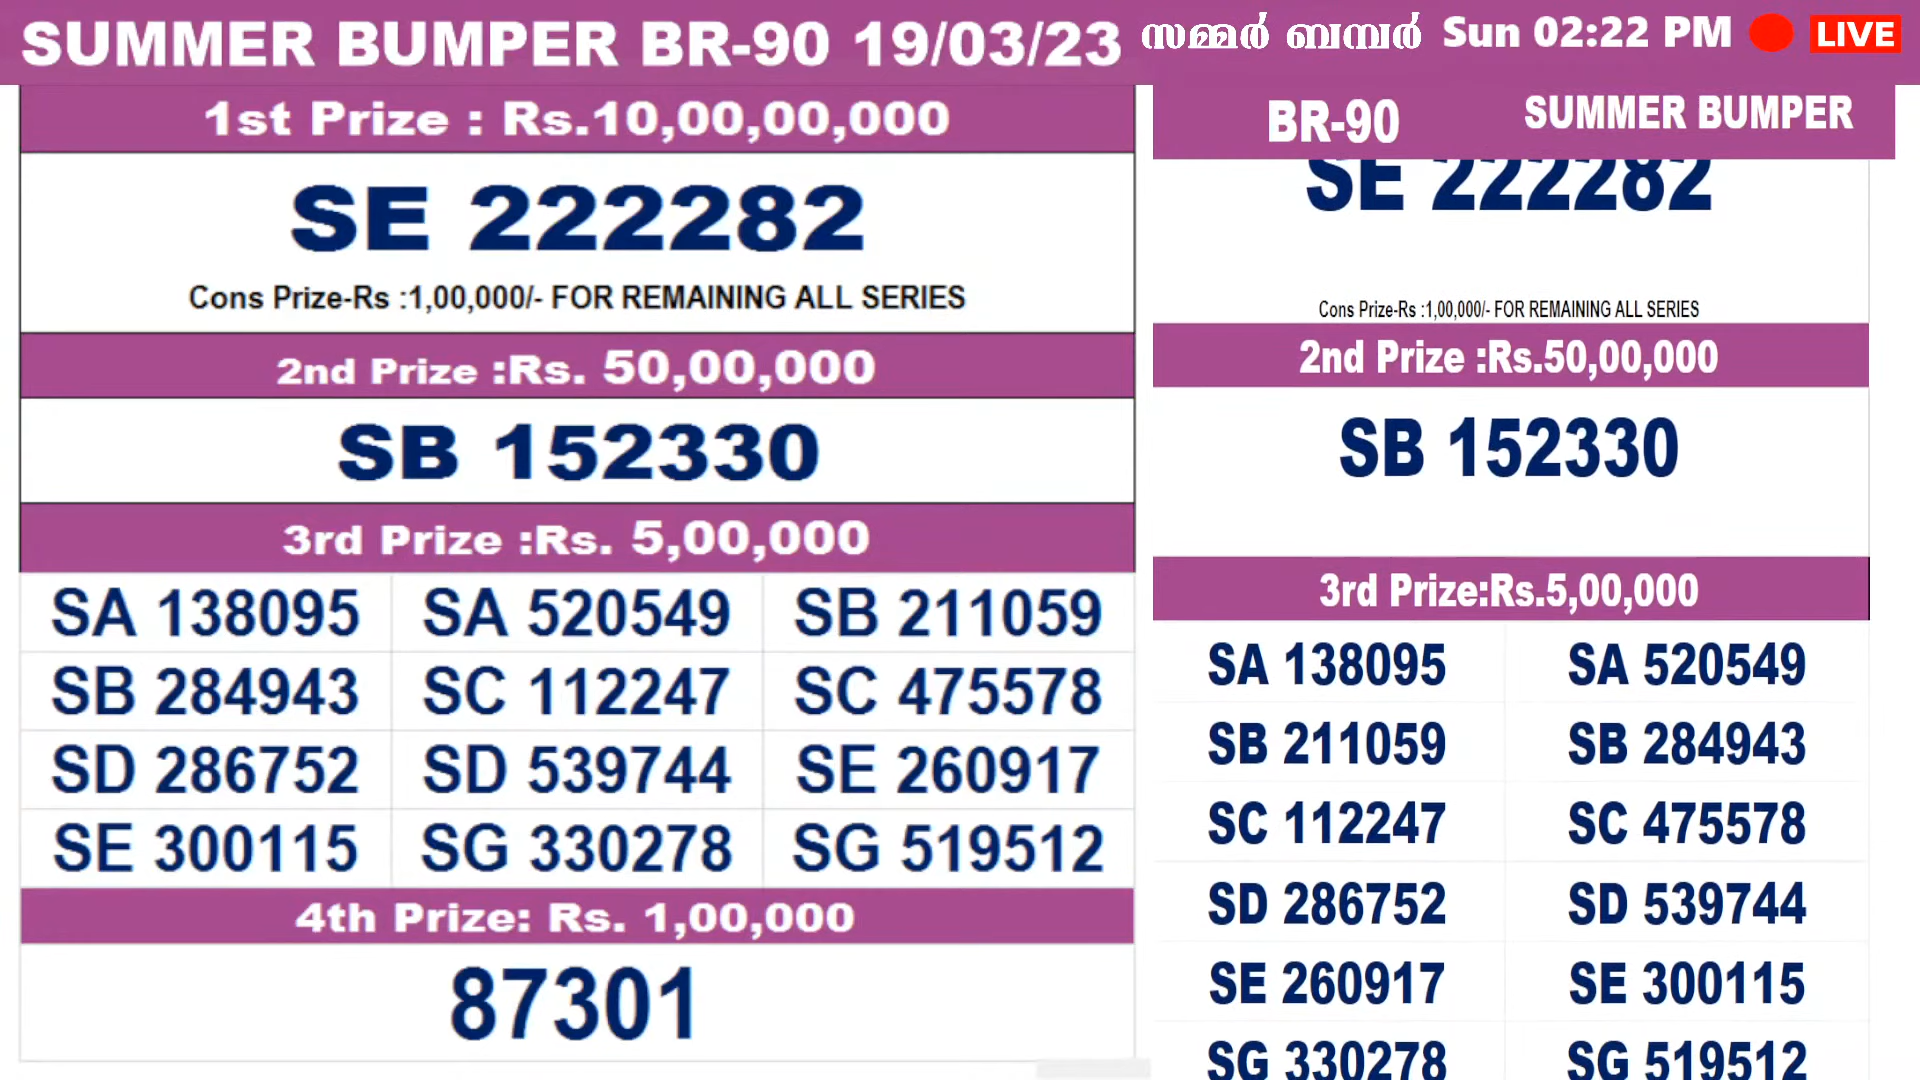 SUMMER BUMPER BR-90 19/03/23 സമ്മർ ബമ്പർ Sun 02:22 PM LIVE
1st Prize : Rs.10,00,00,000
SE 222282
Cons Prize-Rs :1,00,000/- FOR REMAINING ALL SERIES
2nd Prize :Rs. 50,00,000
SB 152330
3rd Prize :Rs. 5,00,000
SA 138095 SA 520549 SB 211059
SB 284943 SC 112247 SC 475578
SD 286752 SD 539744 SE 260917
SE 300115 SG 330278 SG 519512
4th Prize: Rs. 1,00,000
87301
BR-90 SUMMER BUMPER
SE 222282
Cons Prize-Rs :1,00,000/- FOR REMAINING ALL SERIES
2nd Prize :Rs.50,00,000
SB 152330
3rd Prize:Rs.5,00,000
SA 138095 SA 520549
SB 211059 SB 284943
SC 112247 SC 475578
SD 286752 SD 539744
SE 260917 SE 300115
SG 330278 SG 519512